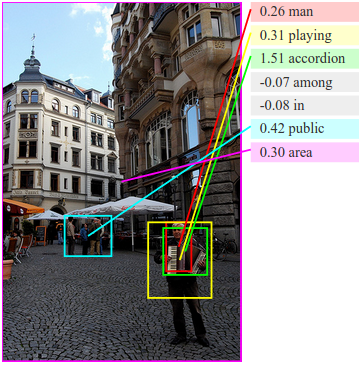 0.26 man
0.31 playing
1.51 accordion
-0.07 among
-0.08 in
0.42 public
0.30 area